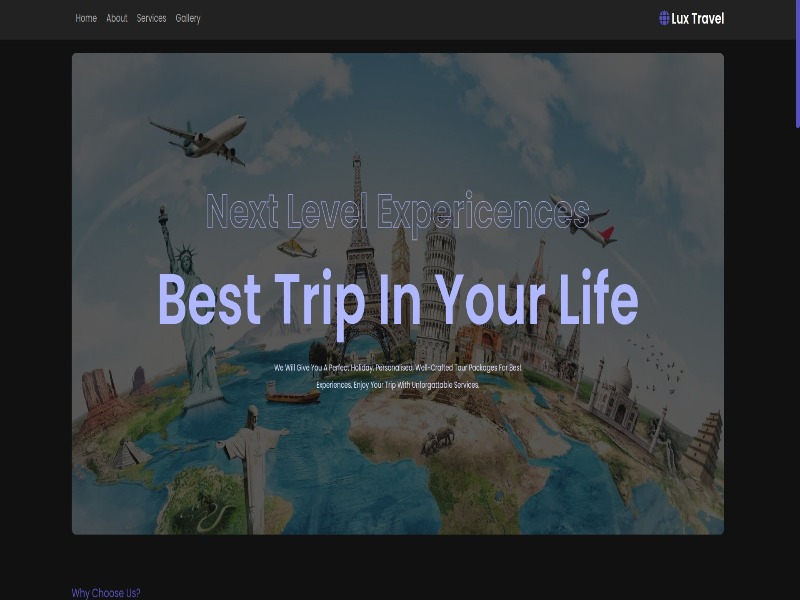 Home About Services Gallery
Lux Travel
Next Level Expericences
Best Trip In Your Life
We Will Give You A Perfect Holiday. Personalised, Well-Crafted Tour Packages For Best
Experiences. Enjoy Your Trip With Unforgattable Services.
Why Choose Us?